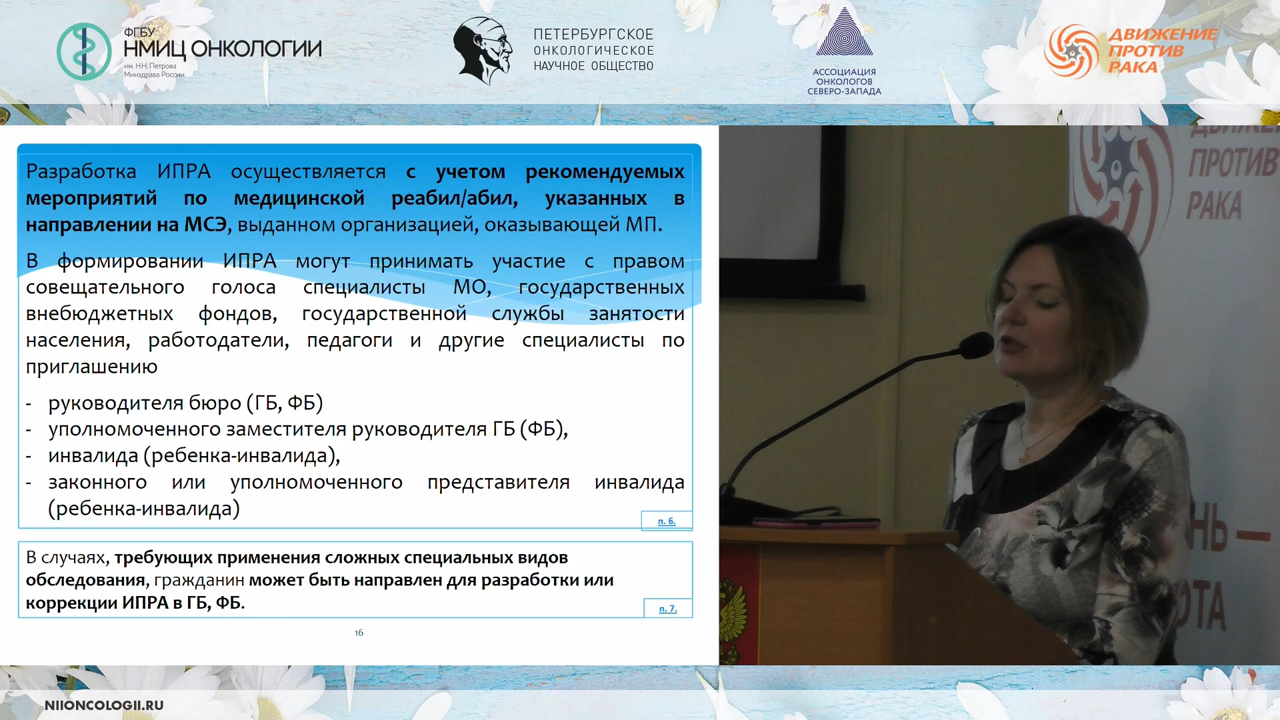 ФГБУ
НМИЦ ОНКОЛОГИИ
им. Н.Н. Петрова
Минздрава России
ПЕТЕРБУРГСКОЕ
ОНКОЛОГИЧЕСКОЕ
НАУЧНОЕ ОБЩЕСТВО
АССОЦИАЦИЯ
ОНКОЛОГОВ
СЕВЕРО-ЗАПАДА
ДВИЖЕНИЕ
ПРОТИВ
РАКА
Разработка ИПРА осуществляется с учетом рекомендуемых
мероприятий по медицинской реабил/абил, указанных в
направлении на МСЭ, выданном организацией, оказывающей МП.
В формировании ИПРА могут принимать участие с правом
совещательного голоса специалисты МО, государственных
внебюджетных фондов, государственной службы занятости
населения, работодатели, педагоги и другие специалисты по
приглашению
- руководителя бюро (ГБ, ФБ)
- уполномоченного заместителя руководителя ГБ (ФБ),
- инвалида (ребенка-инвалида),
- законного или уполномоченного представителя инвалида
(ребенка-инвалида)
п. 6.
В случаях, требующих применения сложных специальных видов
обследования, гражданин может быть направлен для разработки или
коррекции ИПРА в ГБ, ФБ.
п. 7.
16
ДВИЖЕНИЕ
ПРОТИВ
РАКА
NIIONCOLOGII.RU